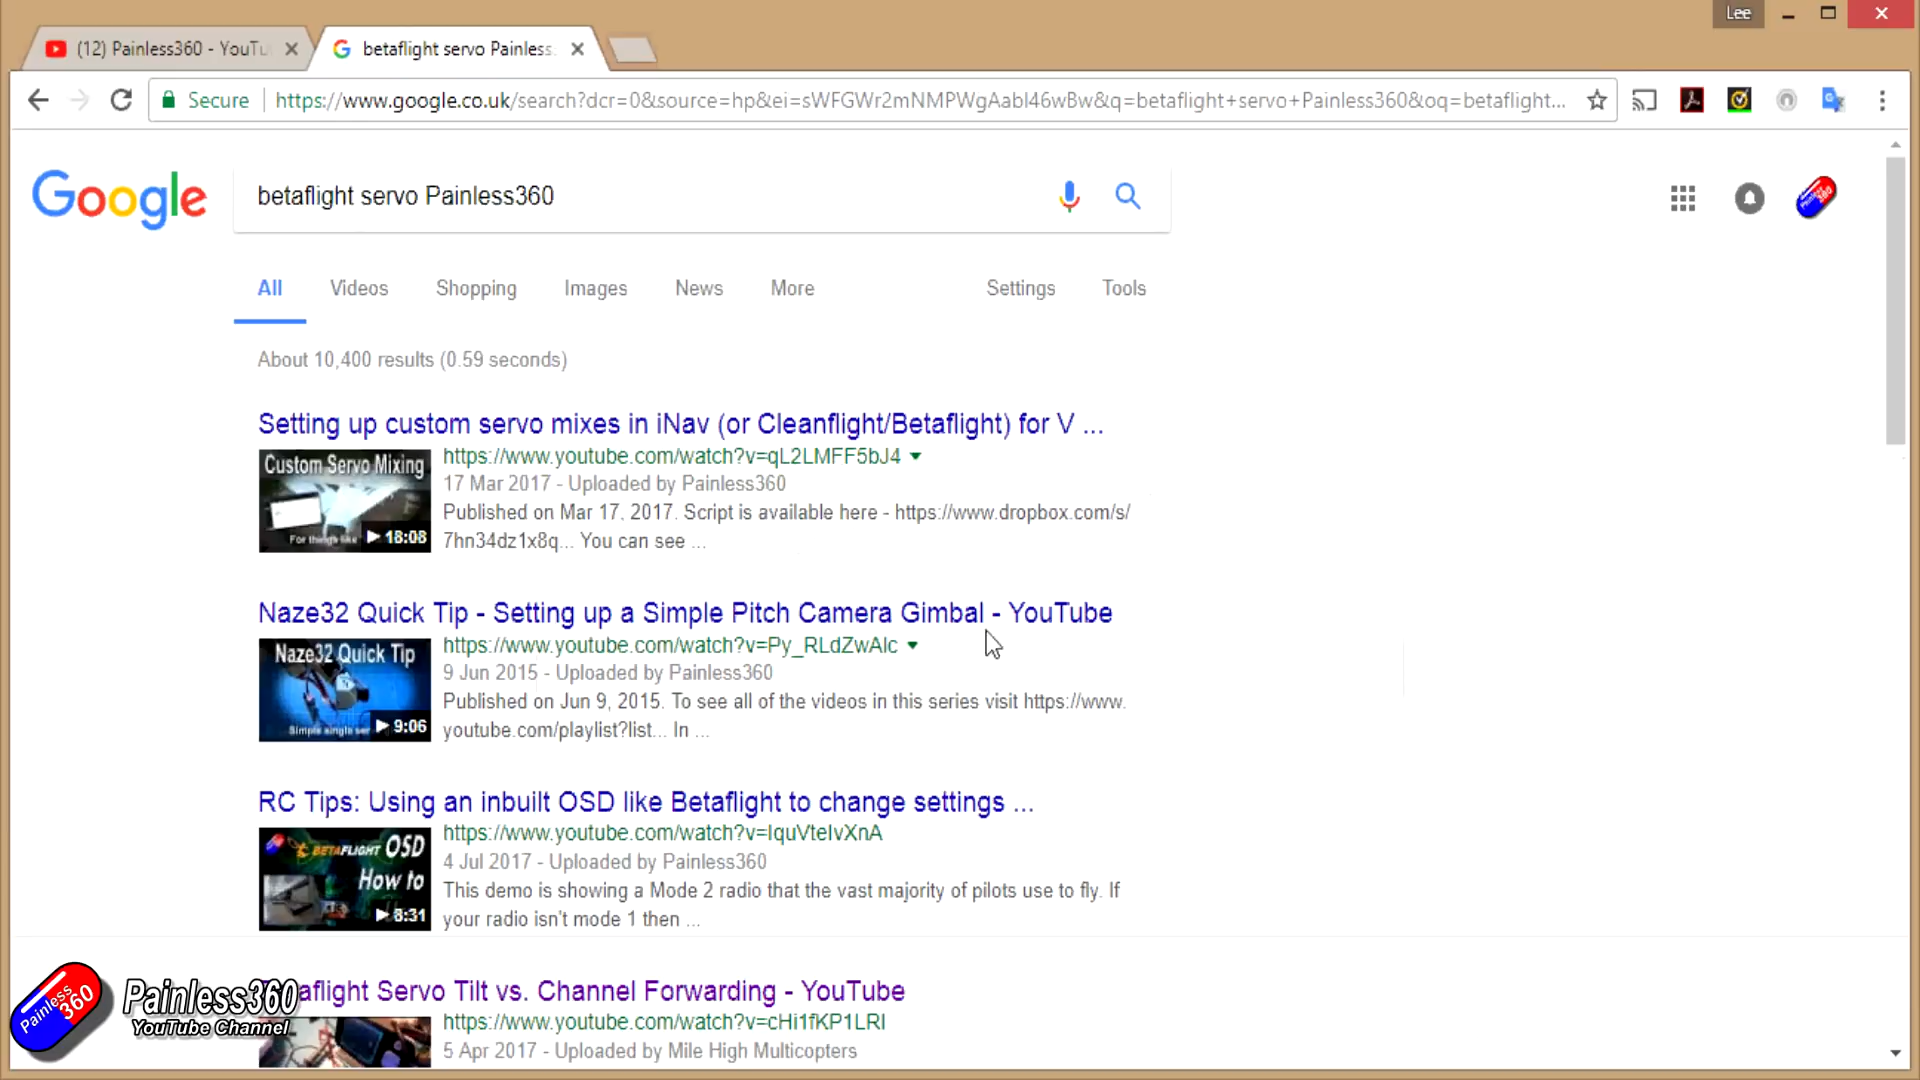 Lee
(12) Painless360 - YouTu
betaflight servo Painless
Secure
https://www.google.co.uk/search?dcr=0&source=hp&ei=sWFGWr2mNMPWgAabl46wBw&q=betaflight+servo+Painless360&oq=betaflight...
Google
betaflight servo Painless360
All Videos Shopping Images News More Settings Tools
About 10,400 results (0.59 seconds)
Setting up custom servo mixes in iNav (or Cleanflight/Betaflight) for V ...
https://www.youtube.com/watch?v=qL2LMFF5bJ4
17 Mar 2017 - Uploaded by Painless360
Published on Mar 17, 2017. Script is available here - https://www.dropbox.com/s/
7hn34dz1x8q... You can see ...
Custom Servo Mixing
For things like
18:08
Naze32 Quick Tip - Setting up a Simple Pitch Camera Gimbal - YouTube
https://www.youtube.com/watch?v=Py_RLdZwAlc
9 Jun 2015 - Uploaded by Painless360
Published on Jun 9, 2015. To see all of the videos in this series visit https://www.
youtube.com/playlist?list... In ...
Naze32 Quick Tip
Simple single ser
9:06
RC Tips: Using an inbuilt OSD like Betaflight to change settings ...
https://www.youtube.com/watch?v=IquVteIvXnA
4 Jul 2017 - Uploaded by Painless360
This demo is showing a Mode 2 radio that the vast majority of pilots use to fly. If
your radio isn't mode 1 then ...
BETAFLIGHT OSD
How to
8:31
aflight Servo Tilt vs. Channel Forwarding - YouTube
https://www.youtube.com/watch?v=cHi1fKP1LRI
5 Apr 2017 - Uploaded by Mile High Multicopters
Painless 360
Painless360
YouTube Channel